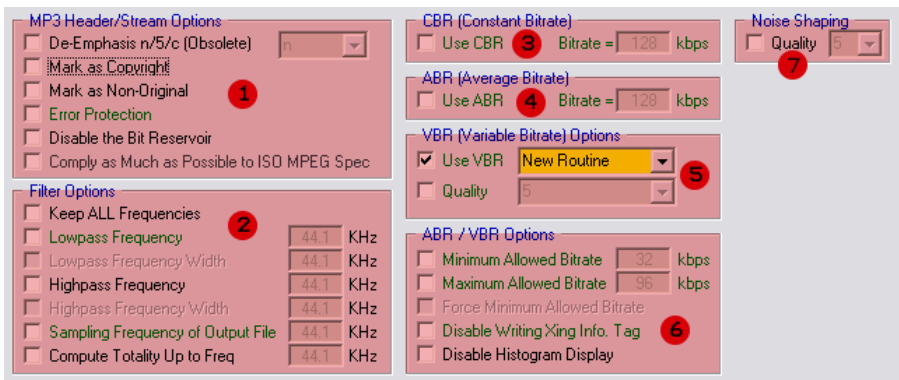 MP3 Header/Stream Options
De-Emphasis n/5/c (Obsolete) n
Mark as Copyright
Mark as Non-Original
1
Error Protection
Disable the Bit Reservoir
Comply as Much as Possible to ISO MPEG Spec
Filter Options
Keep ALL Frequencies
2
Lowpass Frequency 44.1 KHz
Lowpass Frequency Width 44.1 KHz
Highpass Frequency 44.1 KHz
Highpass Frequency Width 44.1 KHz
Sampling Frequency of Output File 44.1 KHz
Compute Totality Up to Freq 44.1 KHz
CBR (Constant Bitrate)
Use CBR 3 Bitrate = 128 kbps
ABR (Average Bitrate)
Use ABR 4 Bitrate = 128 kbps
VBR (Variable Bitrate) Options
Use VBR New Routine
5
Quality 5
ABR / VBR Options
Minimum Allowed Bitrate 32 kbps
Maximum Allowed Bitrate 96 kbps
Force Minimum Allowed Bitrate
Disable Writing Xing Info. Tag 6
Disable Histogram Display
Noise Shaping
Quality 5
7